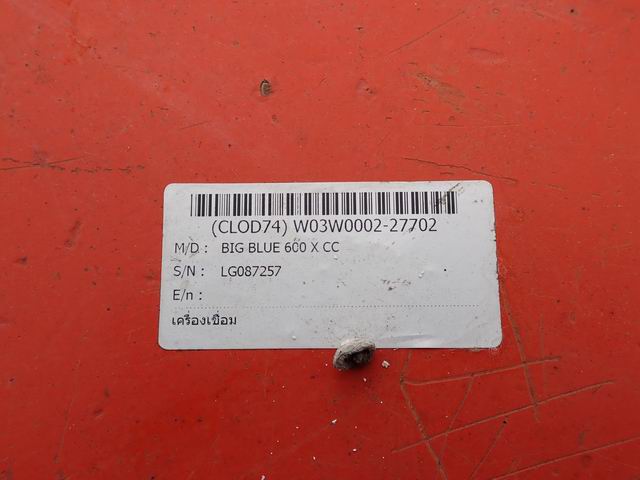 (CLOD74) W03W0002-27702
M/D : BIG BLUE 600 X CC
S/N : LG087257
E/n :
เครื่องเชื่อม